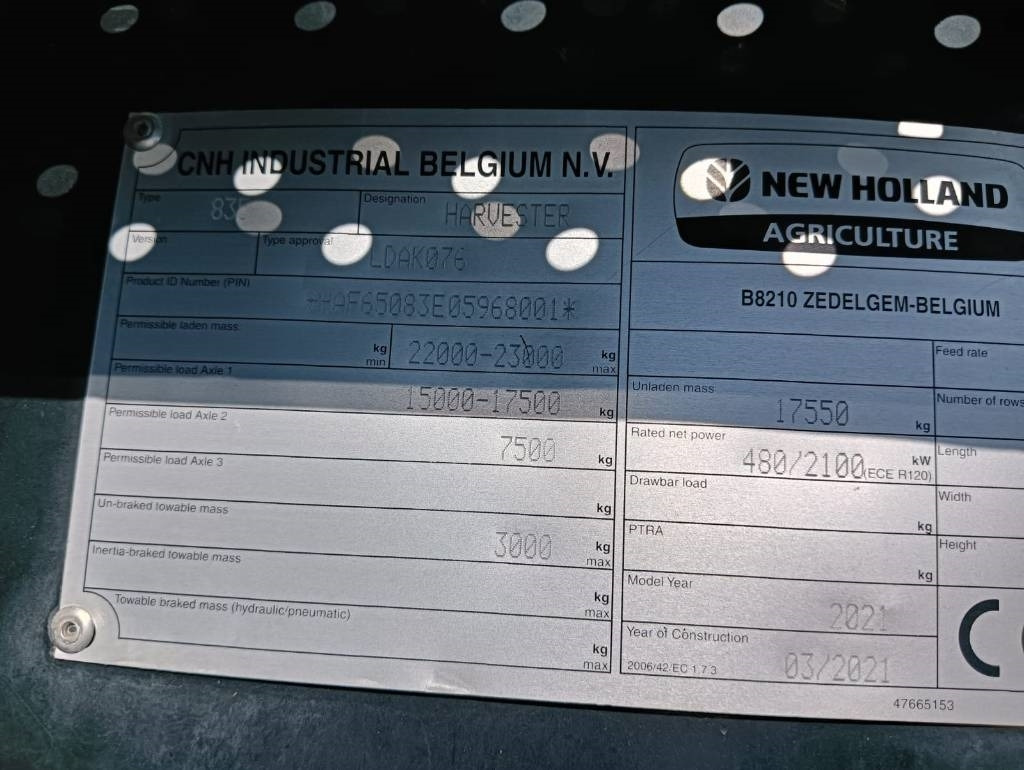 CNH INDUSTRIAL BELGIUM N.V.
Type
Designation HARVESTER
Version
Type approval LDAK076
Product ID Number (PIN)
*HAF65083E05968001*
Permissible laden mass
kg min 22000-23000 kg max
Permissible load Axle 1
15000-17500 kg
Permissible load Axle 2
7500 kg
Permissible load Axle 3
kg
Un-braked towable mass
3000 kg max
Inertia-braked towable mass
kg max
Towable braked mass (hydraulic/pneumatic)
kg max
NEW HOLLAND
AGRICULTURE
B8210 ZEDELGEM-BELGIUM
Unladen mass
17550 kg
Rated net power
480/2100 kW (ECE R120)
Drawbar load
kg
PTRA
kg
Model Year
2021
Year of Construction
2006/42/EC 1.7.3 03/2021
Feed rate
Number of rows
Length
Width
Height
CE
47665153